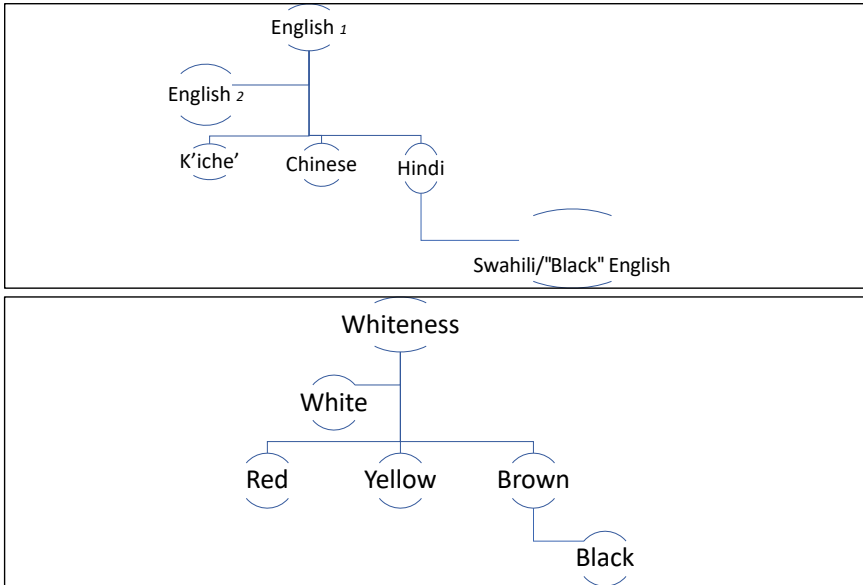 English 1
English 2
K'iche' Chinese Hindi
Swahili/"Black" English
Whiteness
White
Red Yellow Brown
Black